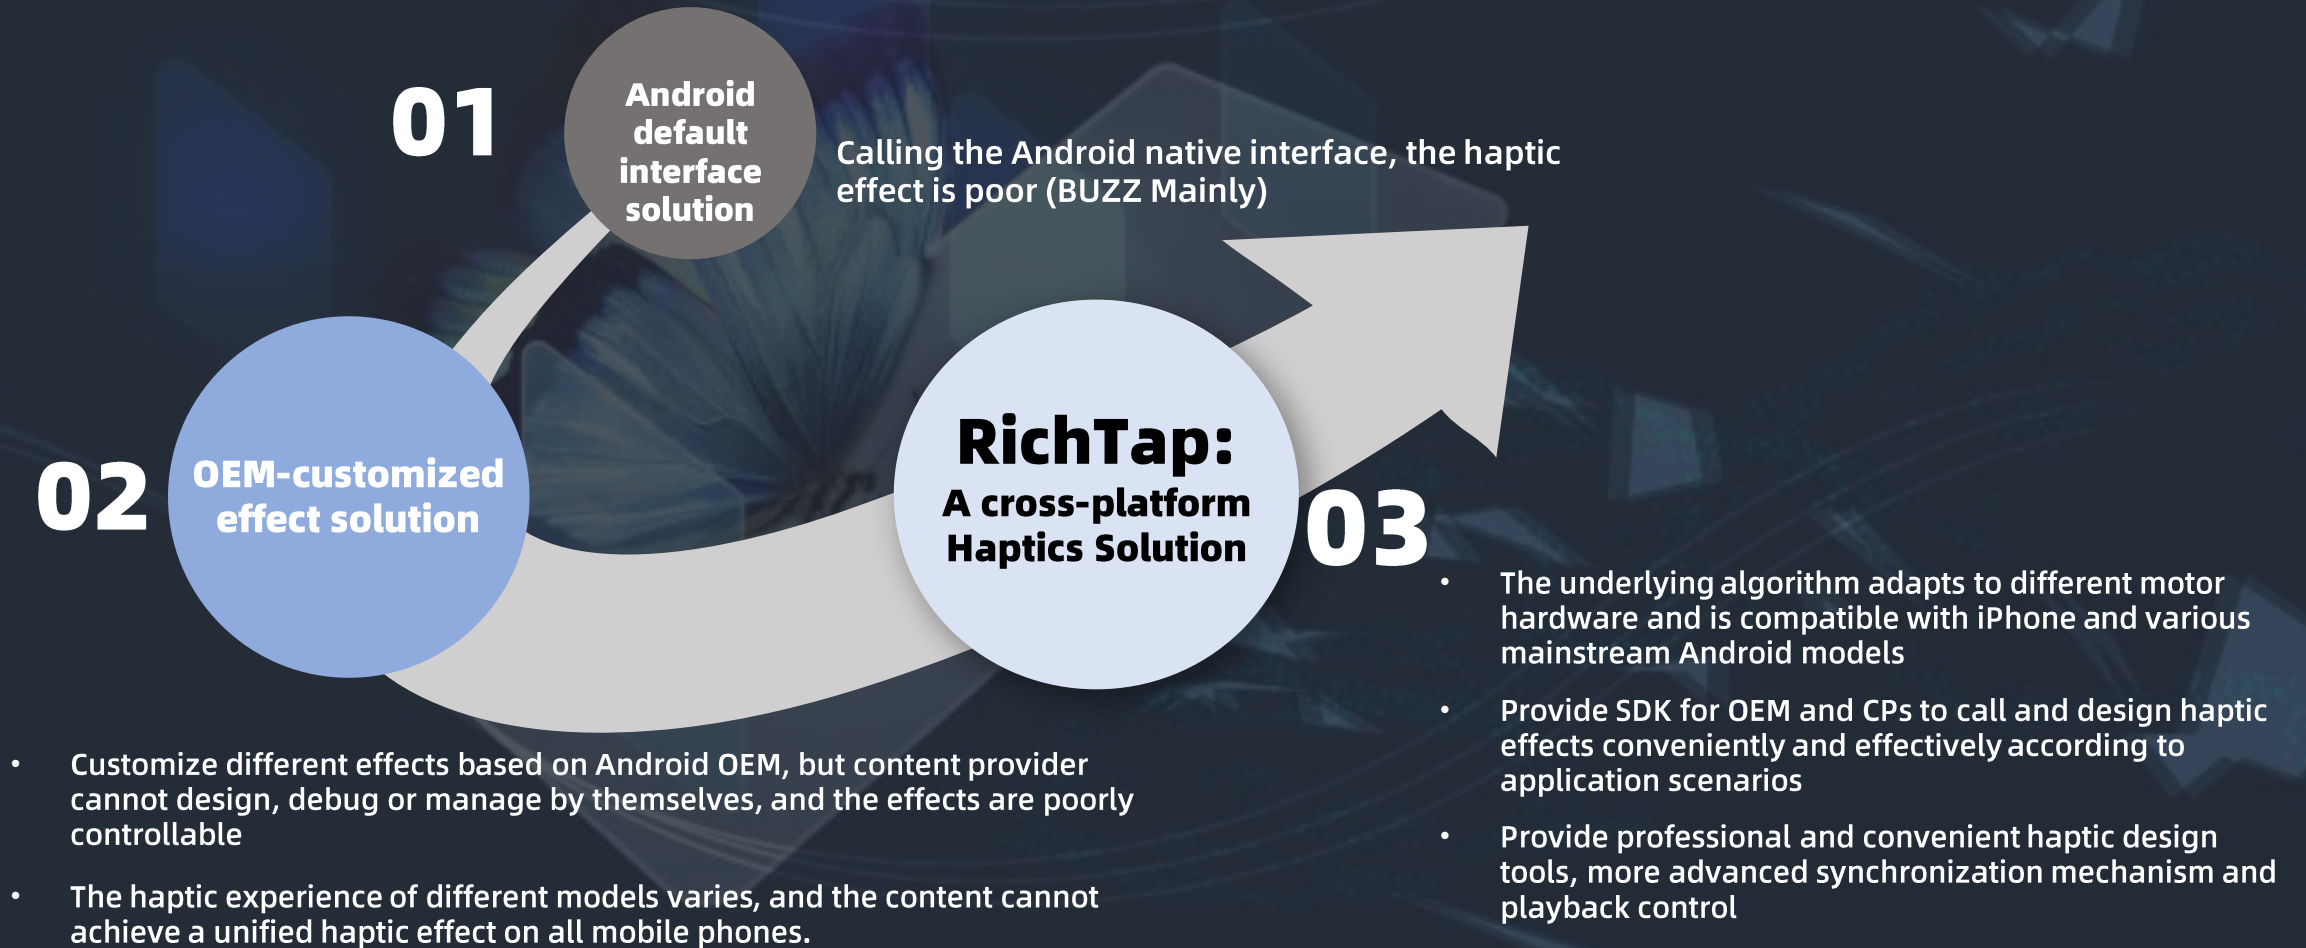 01
Android
default
interface
solution
Calling the Android native interface, the haptic
effect is poor (BUZZ Mainly)
02
OEM-customized
effect solution
• Customize different effects based on Android OEM, but content provider
cannot design, debug or manage by themselves, and the effects are poorly
controllable
• The haptic experience of different models varies, and the content cannot
achieve a unified haptic effect on all mobile phones.
RichTap:
A cross-platform
Haptics Solution
03
• The underlying algorithm adapts to different motor
hardware and is compatible with iPhone and various
mainstream Android models
• Provide SDK for OEM and CPs to call and design haptic
effects conveniently and effectively according to
application scenarios
• Provide professional and convenient haptic design
tools, more advanced synchronization mechanism and
playback control